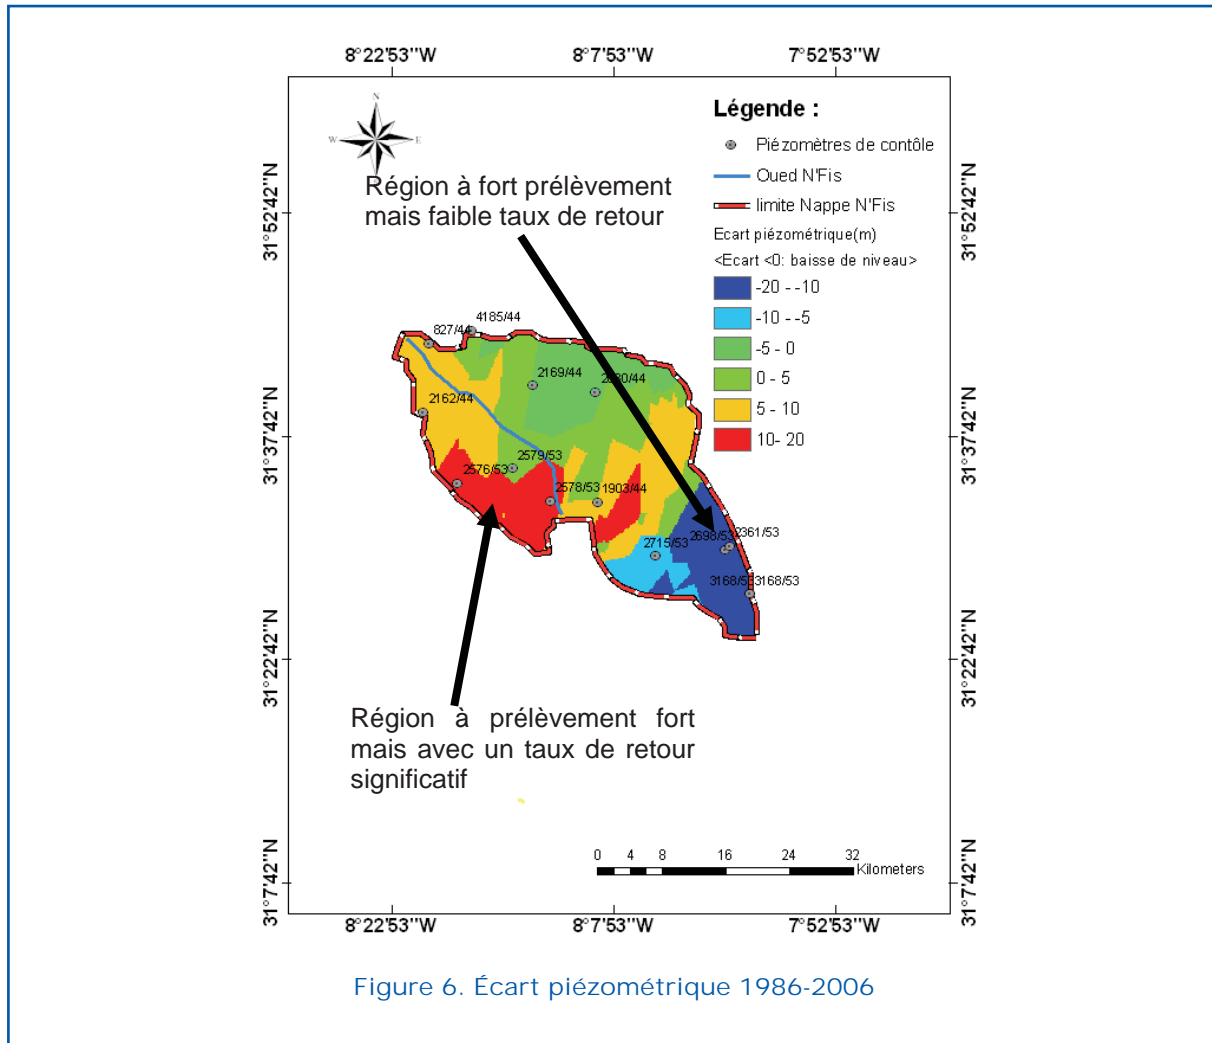 8°22'53"W 8°7'53"W 7°52'53"W
N
W E
Légende :
Piézomètres de contôle
Oued N'Fis
limite Nappe N'Fis
Ecart piézométrique(m)
<Ecart <0: baisse de niveau>
-20 - -10
-10 - -5
-5 - 0
0 - 5
5 - 10
10- 20
Région à fort prélèvement
mais faible taux de retour
31°52'42"N 31°52'42"N
4185/44
827/44
2169/44
2162/44
31°37'42"N 31°37'42"N
2579/53
2576/53
2578/53 1903/44
2698/53 2361/53
2715/53
3168/53 3168/53
31°22'42"N 31°22'42"N
Région à prélèvement fort
mais avec un taux de retour
significatif
0 4 8 16 24 32
Kilometers
31°7'42"N 31°7'42"N
8°22'53"W 8°7'53"W 7°52'53"W
Figure 6. Écart piézométrique 1986-2006